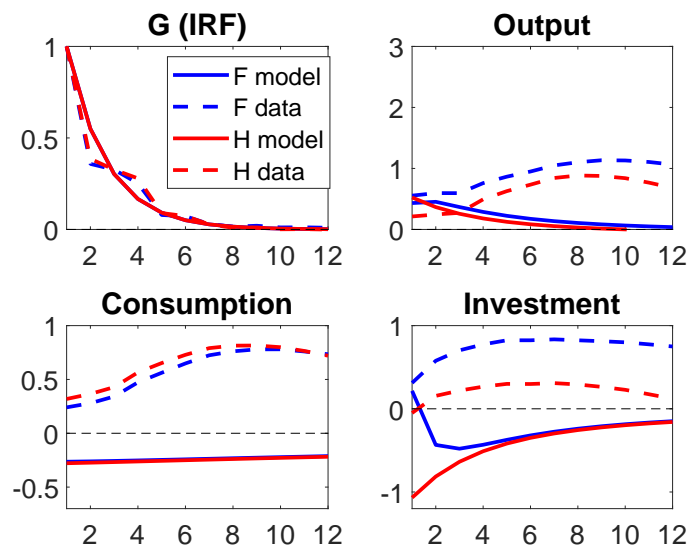 G (IRF)
1
0.5
0
2 4 6 8 10 12
F model
F data
H model
H data
Output
3
2
1
0
2 4 6 8 10 12
Consumption
1
0.5
0
-0.5
2 4 6 8 10 12
Investment
1
0
-1
2 4 6 8 10 12